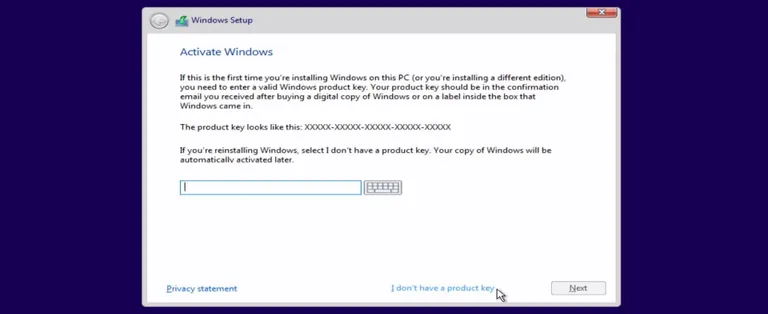 Windows Setup
Activate Windows
If this is the first time you're installing Windows on this PC (or you're installing a different edition),
you need to enter a valid Windows product key. Your product key should be in the confirmation
email you received after buying a digital copy of Windows or on a label inside the box that
Windows came in.
The product key looks like this: XXXXX-XXXXX-XXXXX-XXXXX-XXXXX
If you're reinstalling Windows, select I don't have a product key. Your copy of Windows will be
automatically activated later.
Privacy statement
I don't have a product key
Next